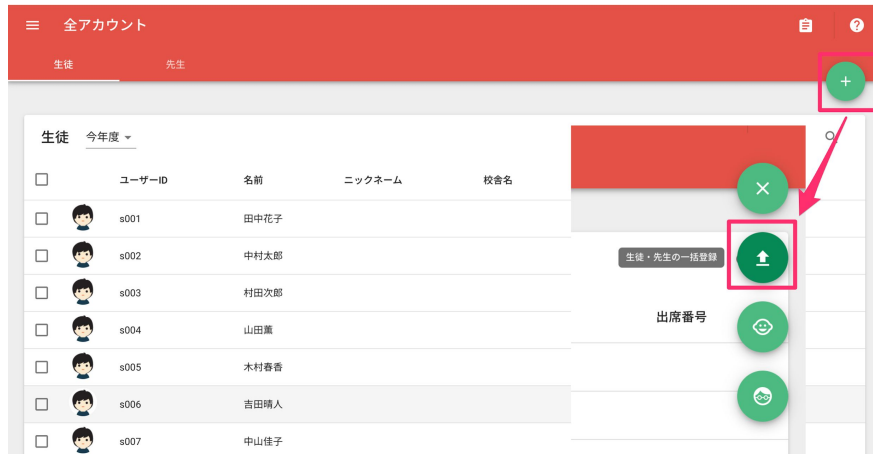 全アカウント
生徒 先生
生徒 今年度
ユーザーID 名前 ニックネーム 校舎名
s001 田中花子
s002 中村太郎
生徒・先生の一括登録
s003 村田次郎
出席番号
s004 山田薫
s005 木村春香
s006 吉田晴人
s007 中山佳子